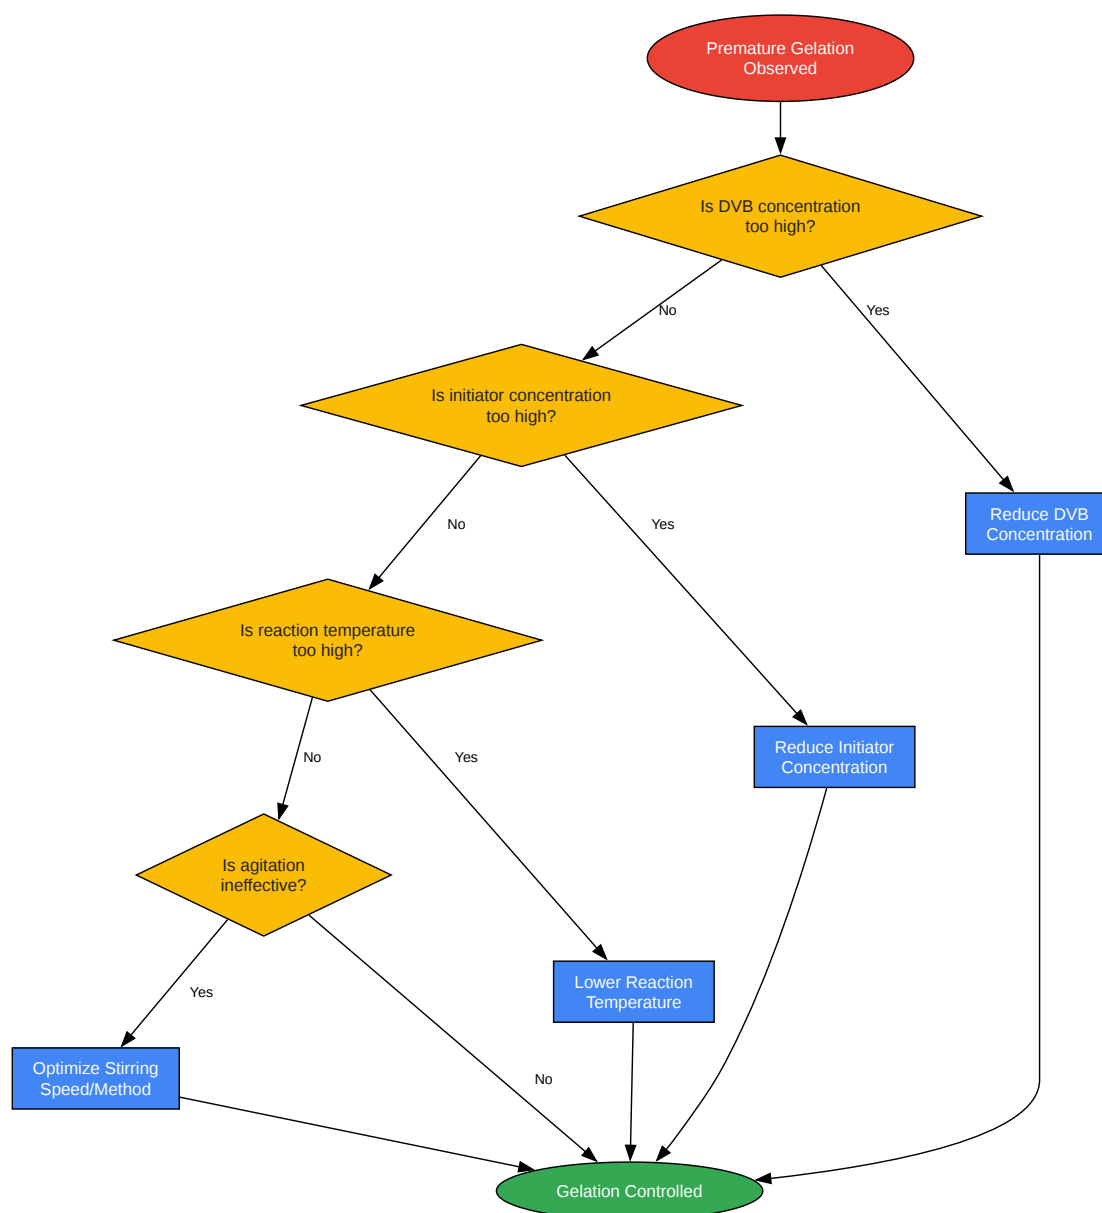 Premature Gelation
Observed
Is DVB concentration
too high?
No
Yes
Is initiator concentration
too high?
No
Yes
Reduce DVB
Concentration
Is reaction temperature
too high?
No
Yes
Reduce Initiator
Concentration
Is agitation
ineffective?
Yes
No
Lower Reaction
Temperature
Optimize Stirring
Speed/Method
Gelation Controlled